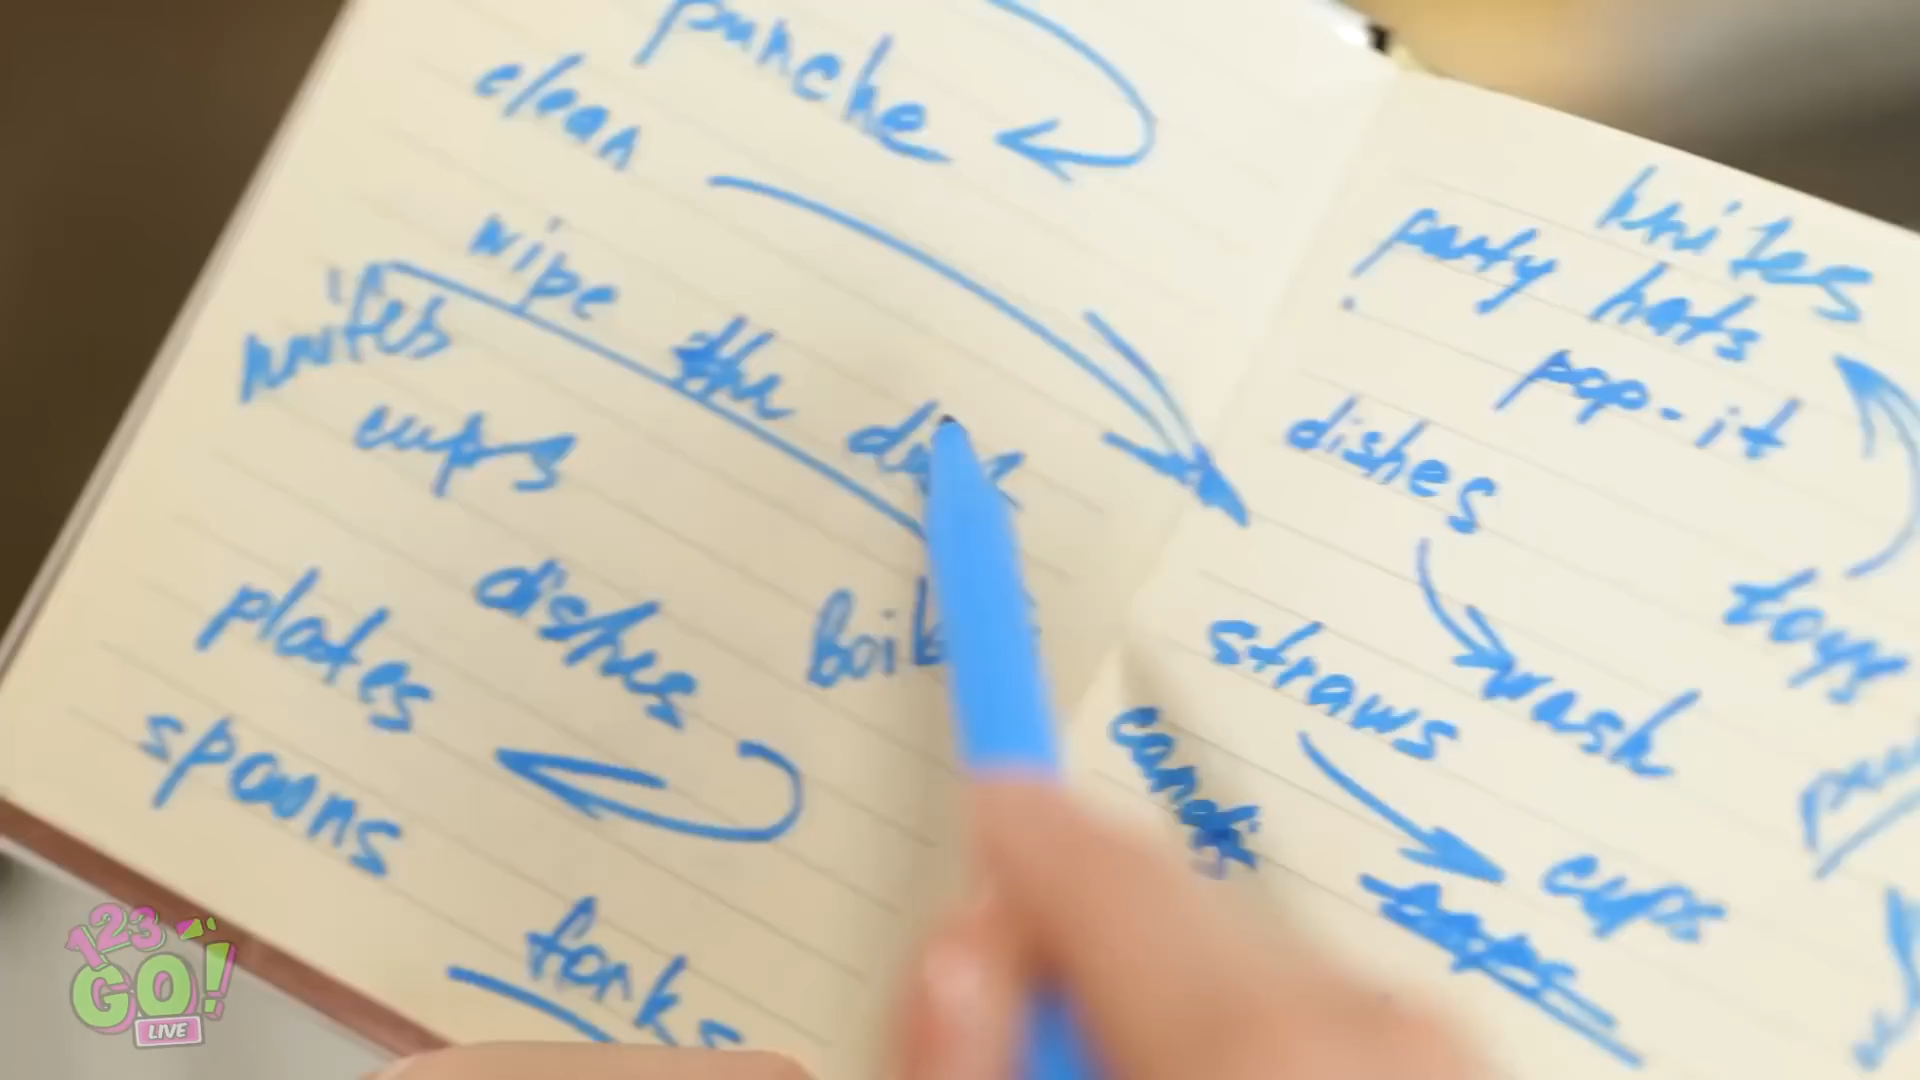 punche
clean
wipe the
knifes
cups
dishes
plates
spowns
forks
knifes
party hats
pop-it
dishes
wash
toys
straws
cups
123
GO!
LIVE